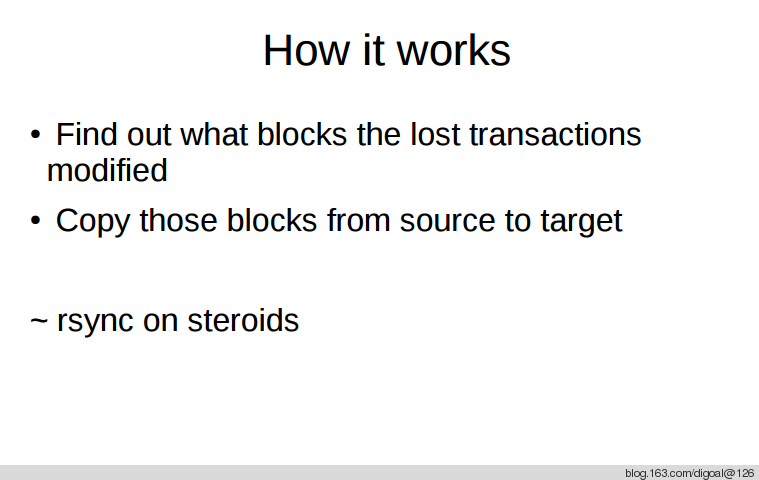 How it works
• Find out what blocks the lost transactions
modified
• Copy those blocks from source to target
~ rsync on steroids
blog.163.com/digoal@126